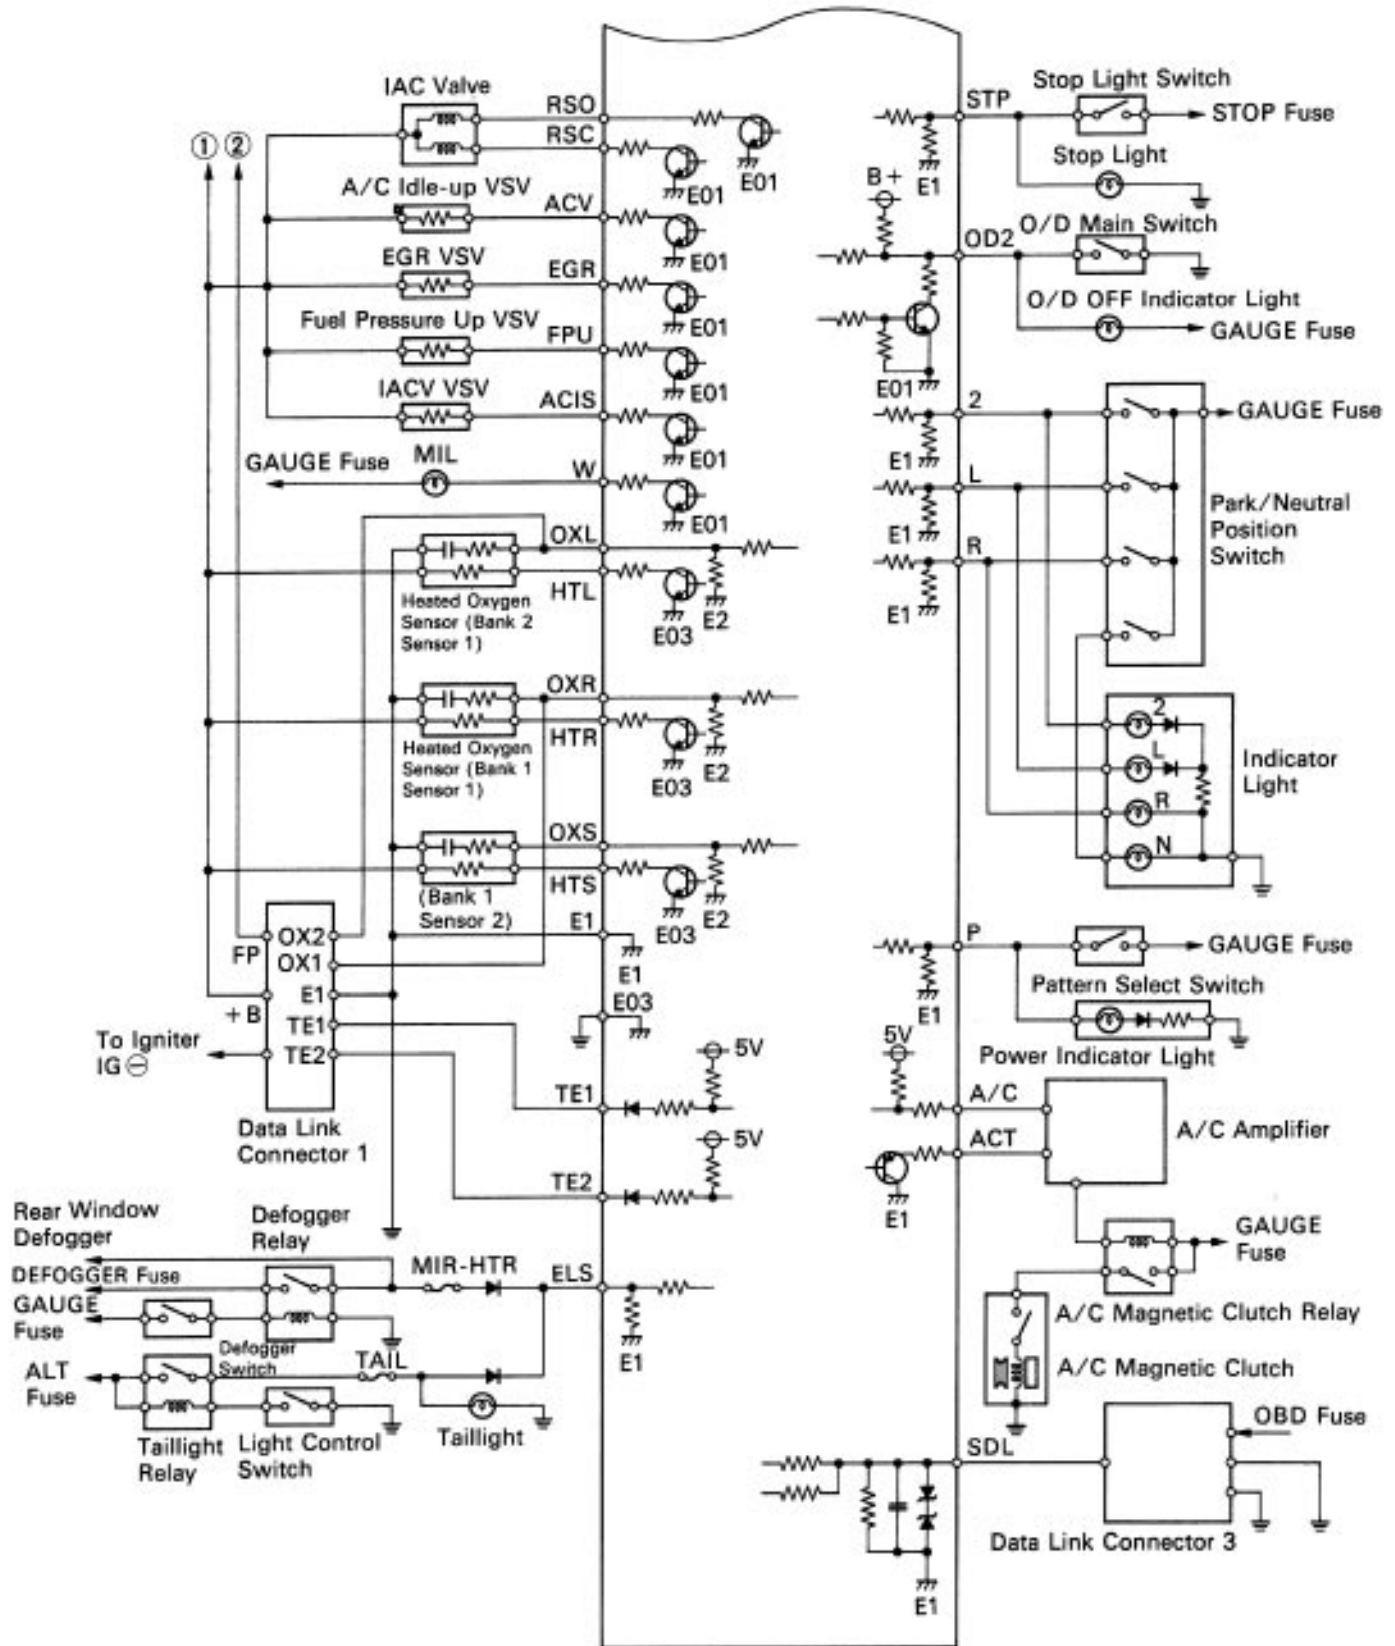 IAC Valve
RSO
RSC
E01
E01
① ②
A/C Idle-up VSV
ACV
E01
EGR VSV
EGR
E01
Fuel Pressure Up VSV
FPU
E01
IACV VSV
ACIS
E01
GAUGE Fuse
MIL
W
E01
OXL
HTL
Heated Oxygen
Sensor (Bank 2
Sensor 1)
E03
E2
OXR
HTR
Heated Oxygen
Sensor (Bank 1
Sensor 1)
E03
E2
OXS
HTS
(Bank 1
Sensor 2)
E03
E2
E1
E1
E03
FP
OX2
OX1
E1
+B
TE1
TE2
To Igniter
IG⊖
Data Link
Connector 1
TE1
5V
TE2
5V
Rear Window
Defogger
Defogger
Relay
DEFOGGER Fuse
MIR-HTR
ELS
E1
GAUGE
Fuse
Defogger
Switch
ALT
Fuse
TAIL
Taillight
Taillight
Relay
Light Control
Switch
STP
E1
Stop Light Switch
STOP Fuse
Stop Light
B+
OD2
O/D Main Switch
O/D OFF Indicator Light
GAUGE Fuse
E01
2
E1
GAUGE Fuse
L
E1
R
E1
Park/Neutral
Position
Switch
2
L
R
N
Indicator
Light
P
E1
GAUGE Fuse
Pattern Select Switch
Power Indicator Light
5V
A/C
ACT
E1
A/C Amplifier
GAUGE
Fuse
A/C Magnetic Clutch Relay
A/C Magnetic Clutch
SDL
E1
OBD Fuse
Data Link Connector 3